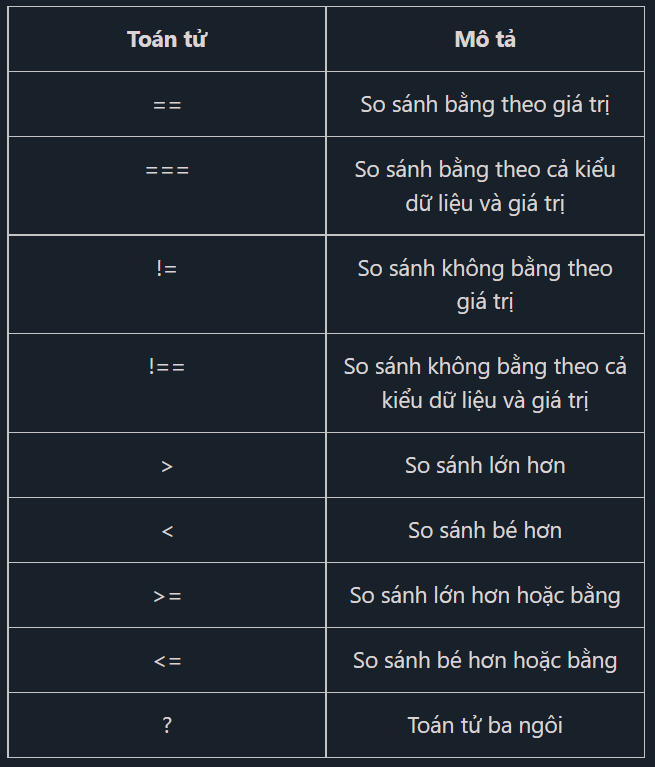 Toán tử Mô tả
== So sánh bằng theo giá trị
=== So sánh bằng theo cả kiểu
dữ liệu và giá trị
!= So sánh không bằng theo
giá trị
!== So sánh không bằng theo cả
kiểu dữ liệu và giá trị
> So sánh lớn hơn
< So sánh bé hơn
>= So sánh lớn hơn hoặc bằng
<= So sánh bé hơn hoặc bằng
? Toán tử ba ngôi